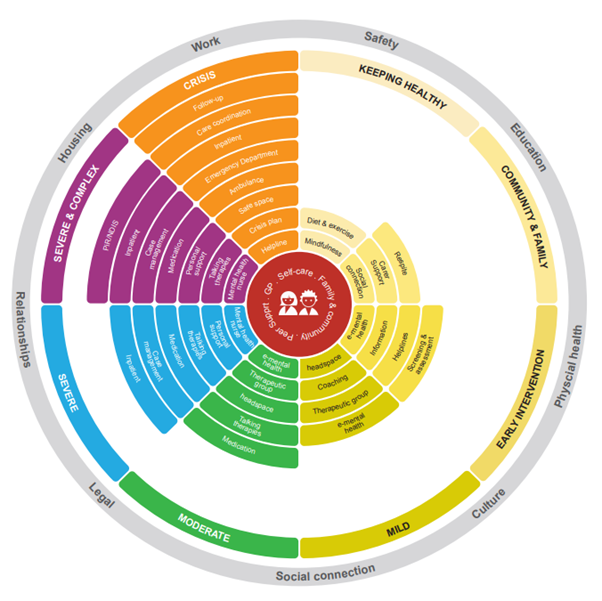 Work
Safety
Education
Physcial health
Culture
Social connection
Legal
Relationships
Housing
KEEPING HEALTHY
Diet & exercise
Mindfulness
COMMUNITY & FAMILY
Respite
Carer
Support
Social
connection
EARLY INTERVENTION
e-mental
health
Information
Helplines
Screening &
assessment
MILD
headspace
Coaching
Therapeutic group
e-mental
health
MODERATE
e-mental
health
Therapeutic
group
headspace
Talking
therapies
Medication
SEVERE
Mental health
nurse
Personal
support
Talking
therapies
Medication
Case
management
Inpatient
SEVERE & COMPLEX
PIR/NDIS
Inpatient
Case
management
Medication
Personal
support
Talking
therapies
Mental health
nurse
CRISIS
Follow-up
Care coordination
Inpatient
Emergency Department
Ambulance
Safe space
Crisis plan
Helpline
GP . Self-care . Family & community . Peer Support .